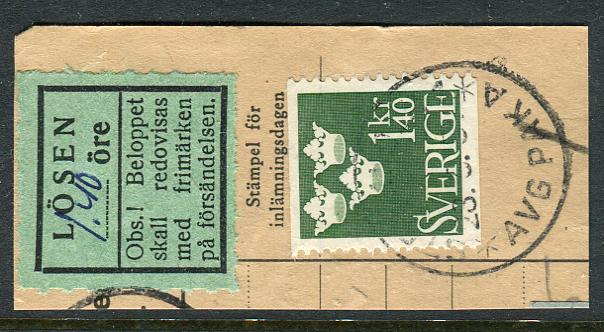 LÖSEN
1.40 öre
Obs.! Beloppet
skall redovisas
med frimärken
på försändelsen.
Stämpel för
inlämningsdagen
1 kr
40
SVERIGE
AVG PKA